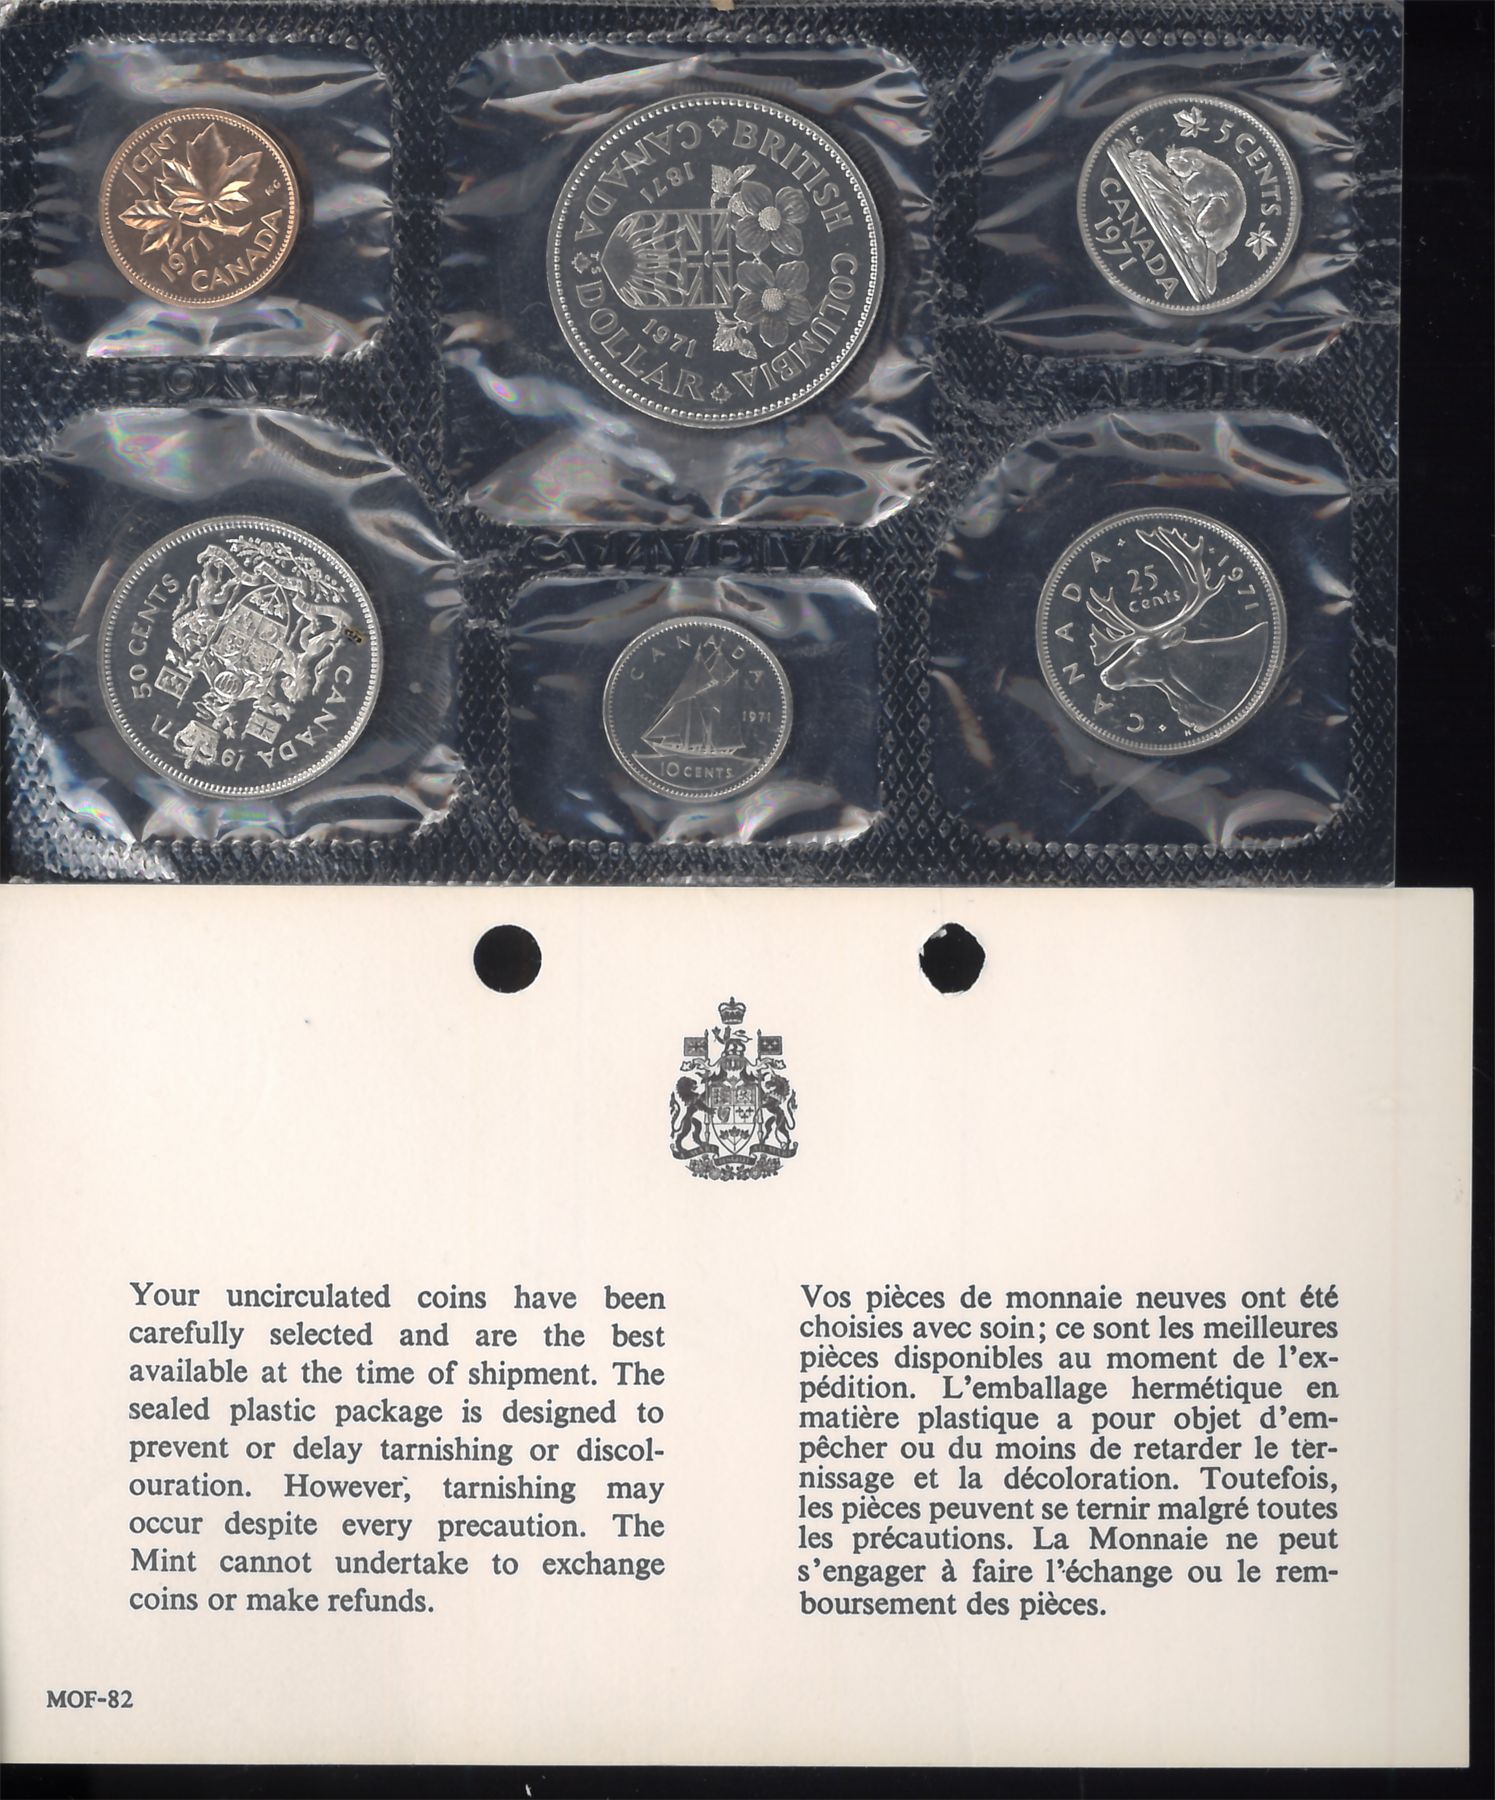 1 CENT
1971
CANADA
KG
BRITISH COLUMBIA
CANADA
DOLLAR
1871
1971
TS
5 CENTS
CANADA
1971
KG
ROYAL
CANADIAN
MINT
50 CENTS
CANADA
1971
CANADA
1971
10 CENTS
CANADA
1971
25
cents
H
Your uncirculated coins have been
carefully selected and are the best
available at the time of shipment. The
sealed plastic package is designed to
prevent or delay tarnishing or discol-
ouration. However, tarnishing may
occur despite every precaution. The
Mint cannot undertake to exchange
coins or make refunds.
Vos pièces de monnaie neuves ont été
choisies avec soin; ce sont les meilleures
pièces disponibles au moment de l'ex-
pédition. L'emballage hermétique en
matière plastique a pour objet d'em-
pêcher ou du moins de retarder le ter-
nissage et la décoloration. Toutefois,
les pièces peuvent se ternir malgré toutes
les précautions. La Monnaie ne peut
s'engager à faire l'échange ou le rem-
boursement des pièces.
MOF-82